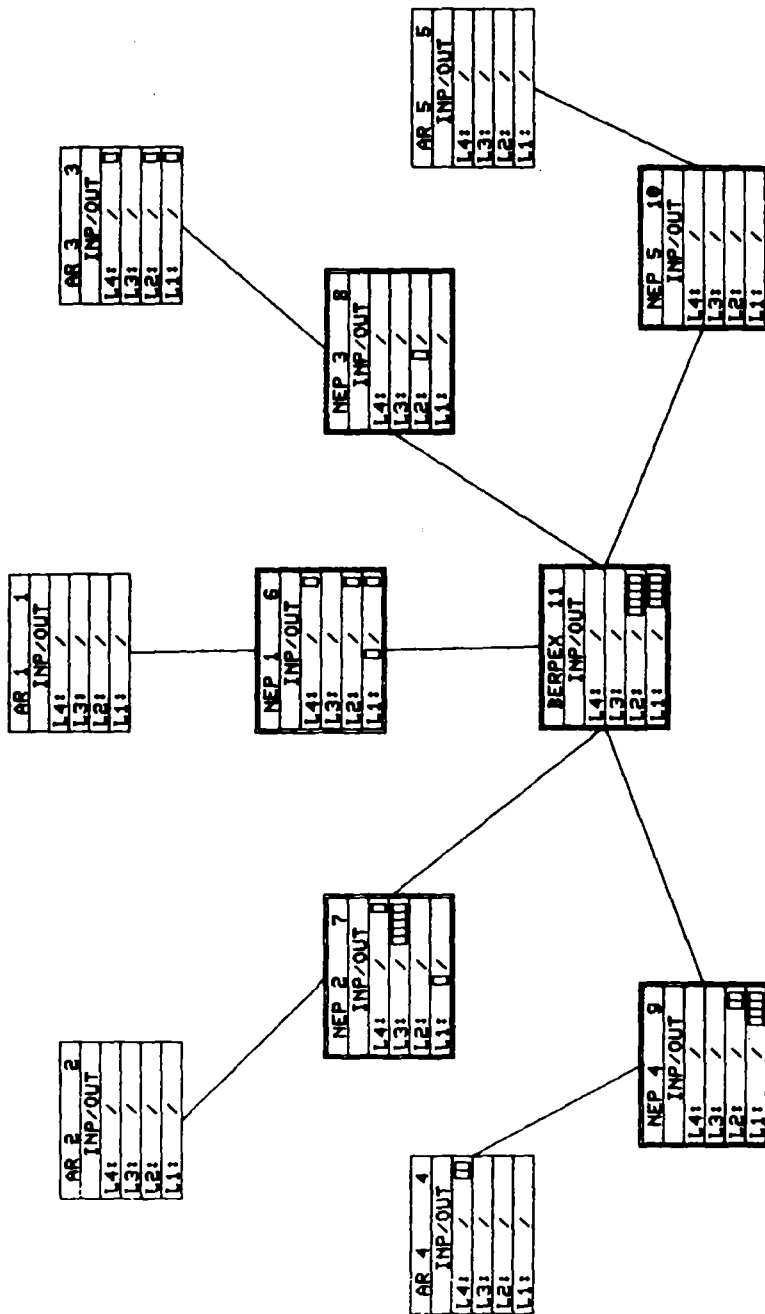 AR 1 1
INP/OUT
L4: /
L3: /
L2: /
L1: /
AR 2 2
INP/OUT
L4: /
L3: /
L2: /
L1: /
AR 3 3
INP/OUT
L4: /
L3: /
L2: /
L1: /
NEP 1 6
INP/OUT
L4: /
L3: /
L2: /
L1: /
NEP 2 7
INP/OUT
L4: /
L3: /
L2: /
L1: /
NEP 3 8
INP/OUT
L4: /
L3: /
L2: /
L1: /
AR 4 4
INP/OUT
L4: /
L3: /
L2: /
L1: /
AR 5 5
INP/OUT
L4: /
L3: /
L2: /
L1: /
BERPEX 11
INP/OUT
L4: /
L3: /
L2: /
L1: /
NEP 4 9
INP/OUT
L4: /
L3: /
L2: /
L1: /
NEP 5 10
INP/OUT
L4: /
L3: /
L2: /
L1: /